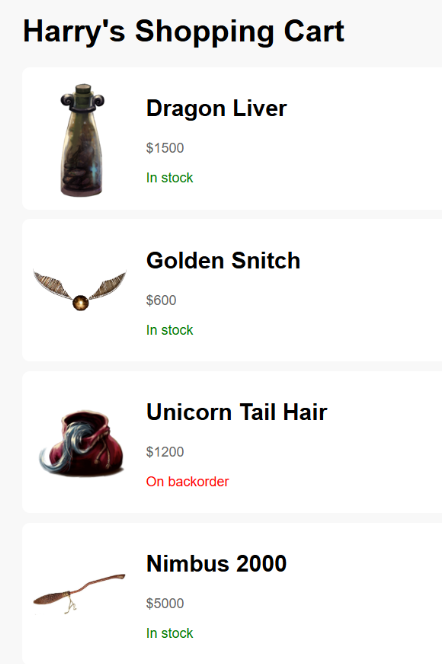 Harry's Shopping Cart
Dragon Liver
$1500
In stock
Golden Snitch
$600
In stock
Unicorn Tail Hair
$1200
On backorder
Nimbus 2000
$5000
In stock